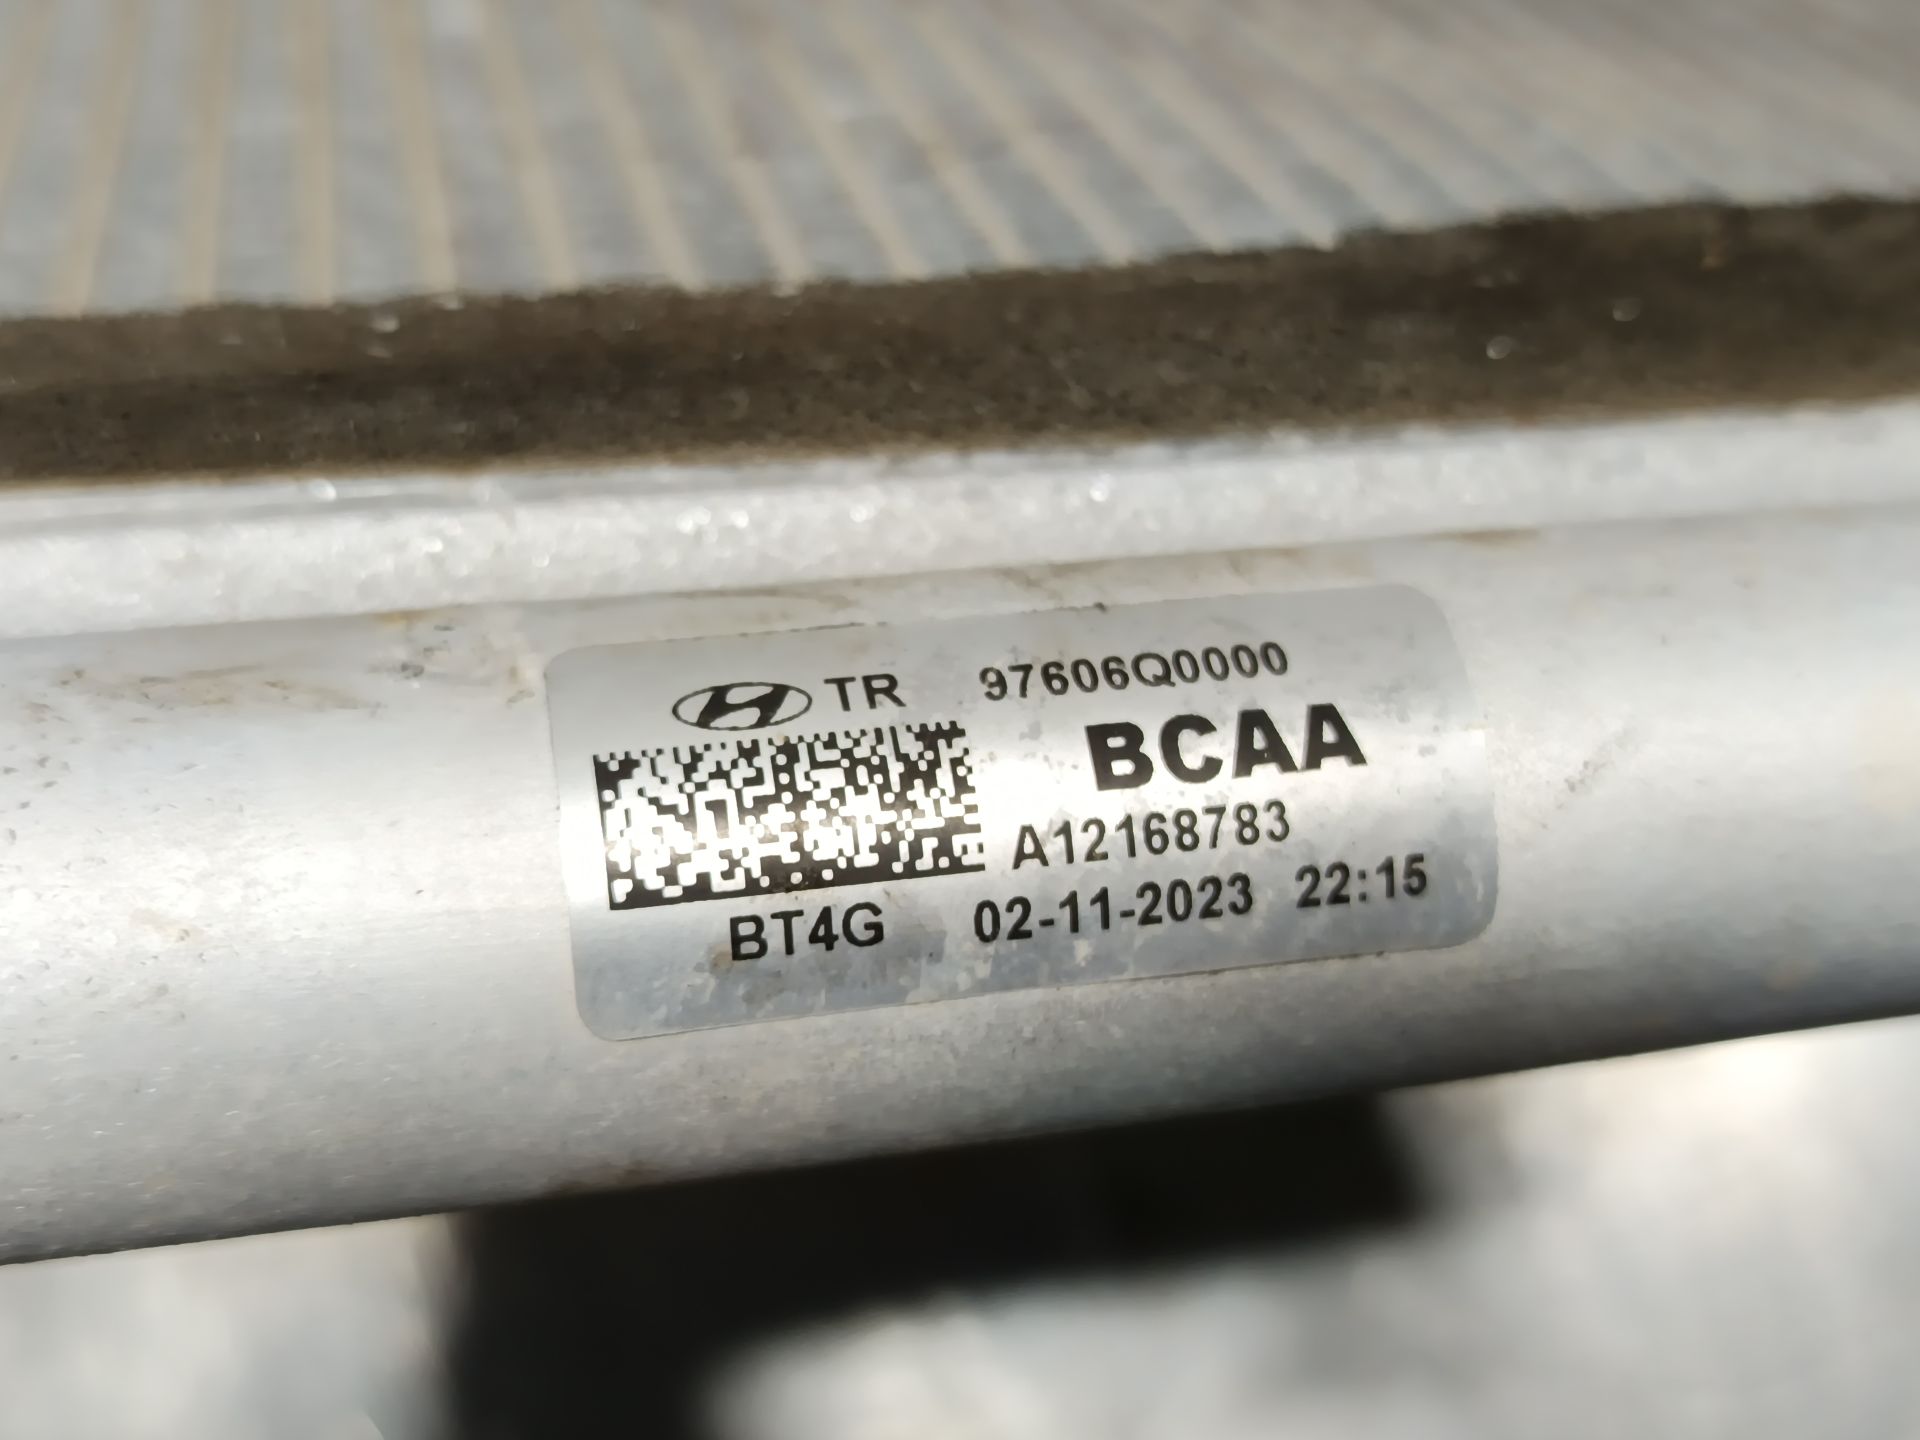 TR 97606Q0000
BCAA
A12168783
BT4G 02-11-2023 22:15